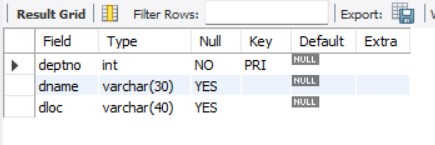 Result Grid Filter Rows: Export:
Field Type Null Key Default Extra
deptno int NO PRI NULL
dname varchar(30) YES NULL
dloc varchar(40) YES NULL